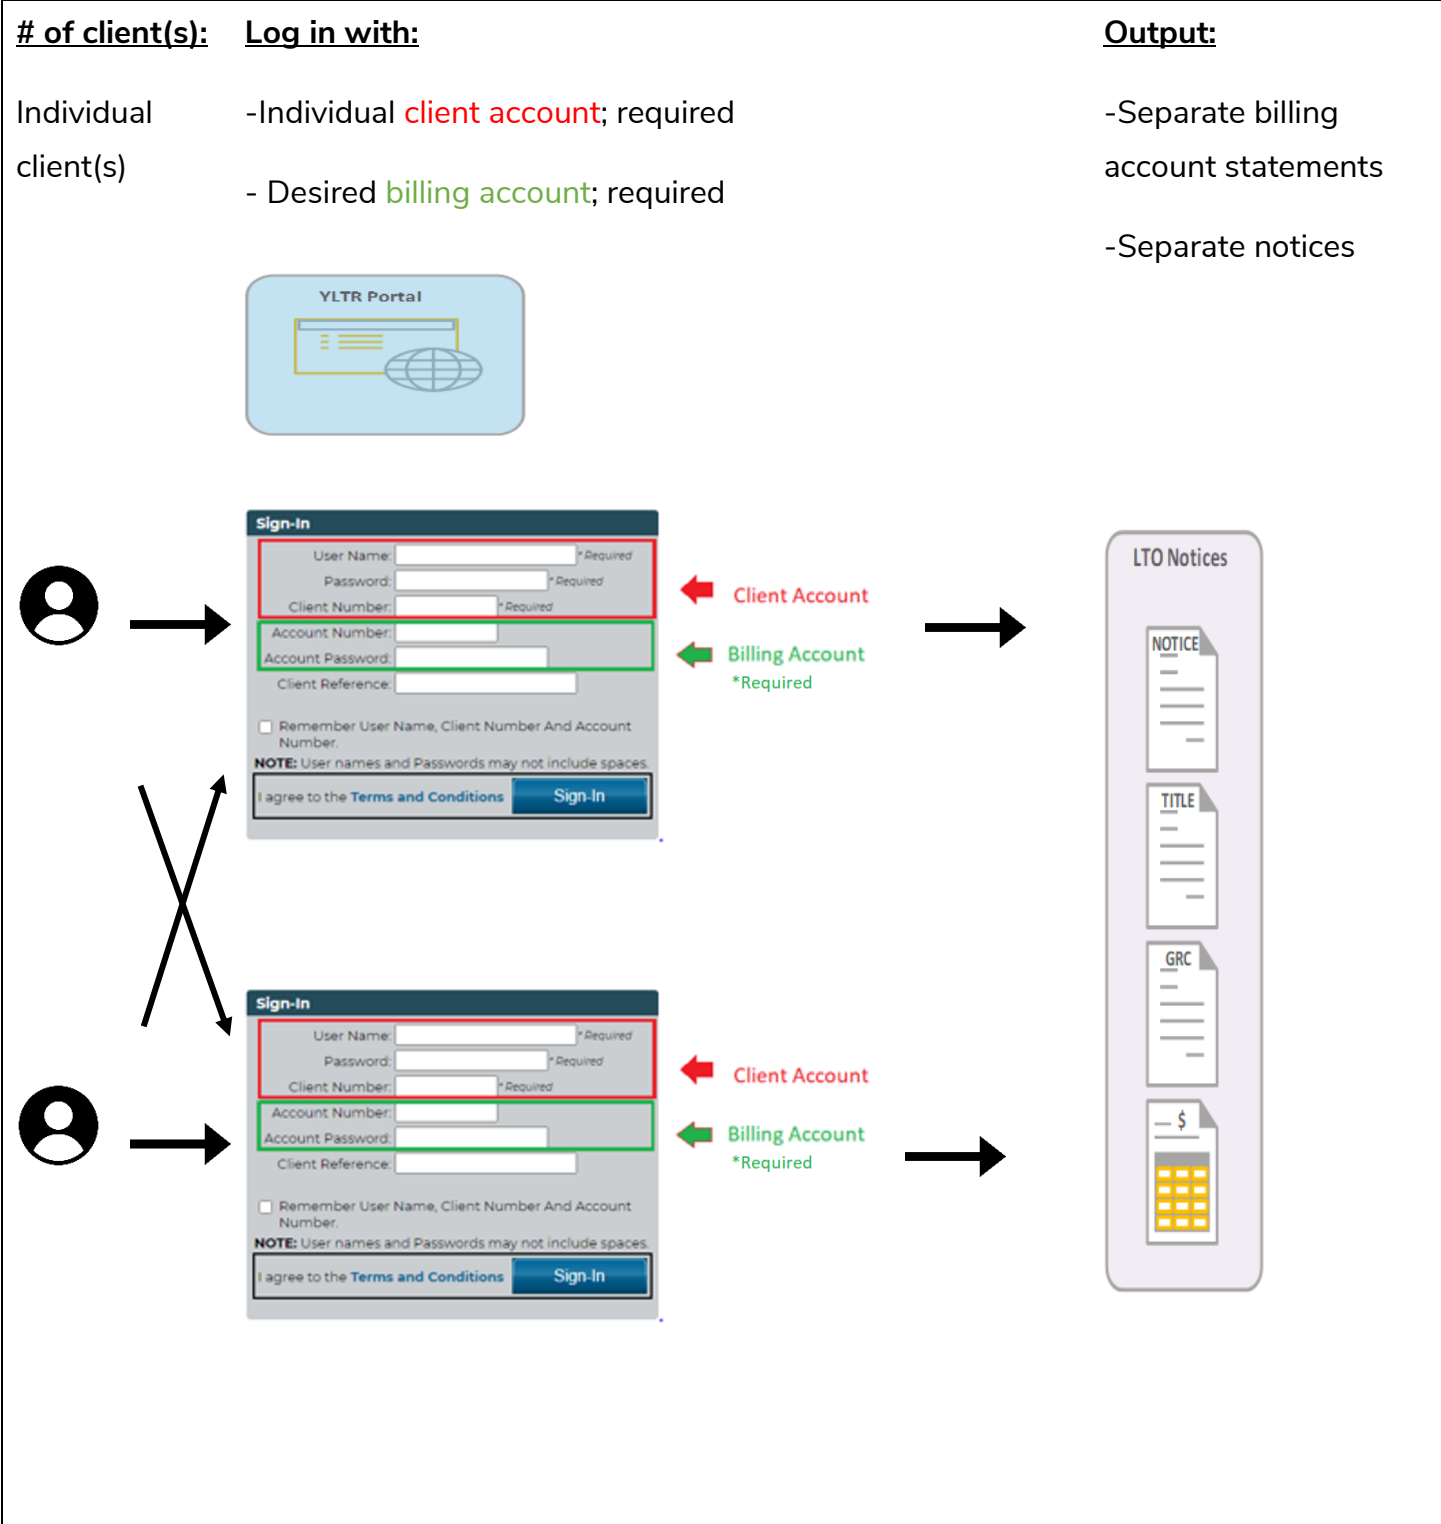 # of client(s):
Log in with:
Output:
Individual
client(s)
-Individual client account; required
- Desired billing account; required
-Separate billing
account statements
-Separate notices
YLTR Portal
Sign-In
User Name: * Required
Password: * Required
Client Number: * Required
Account Number:
Account Password:
Client Reference:
Remember User Name, Client Number And Account
Number.
NOTE: User names and Passwords may not include spaces.
I agree to the Terms and Conditions Sign-In
Client Account
Billing Account
*Required
LTO Notices
NOTICE
TITLE
GRC
$
Sign-In
User Name: * Required
Password: * Required
Client Number: * Required
Account Number:
Account Password:
Client Reference:
Remember User Name, Client Number And Account
Number.
NOTE: User names and Passwords may not include spaces.
I agree to the Terms and Conditions Sign-In
Client Account
Billing Account
*Required